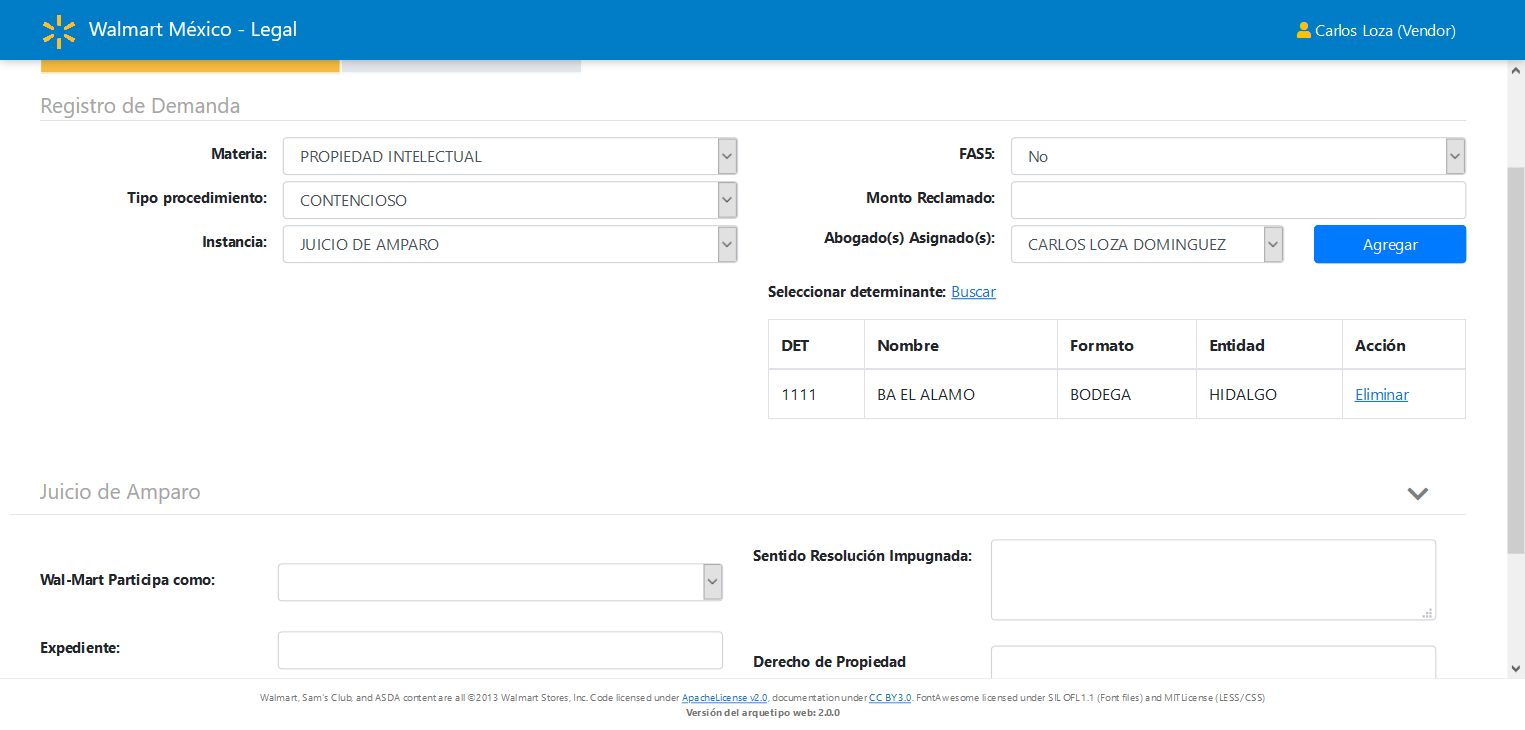 Walmart México - Legal
Carlos Loza (Vendor)
Registro de Demanda
Materia: PROPIEDAD INTELECTUAL
FAS5: No
Tipo procedimiento: CONTENCIOSO
Monto Reclamado:
Instancia: JUICIO DE AMPARO
Abogado(s) Asignado(s): CARLOS LOZA DOMINGUEZ Agregar
Seleccionar determinante: Buscar
DET Nombre Formato Entidad Acción
1111 BA EL ALAMO BODEGA HIDALGO Eliminar
Juicio de Amparo
Sentido Resolución Impugnada:
Wal-Mart Participa como:
Expediente:
Derecho de Propiedad
Walmart, Sam's Club, and ASDA content are all ©2013 Walmart Stores, Inc. Code licensed under ApacheLicense v2.0, documentation under CC BY3.0. FontAwesome licensed under SIL OFL 1.1 (Font files) and MIT License (LESS/CSS)
Versión del arquetipo web: 2.0.0